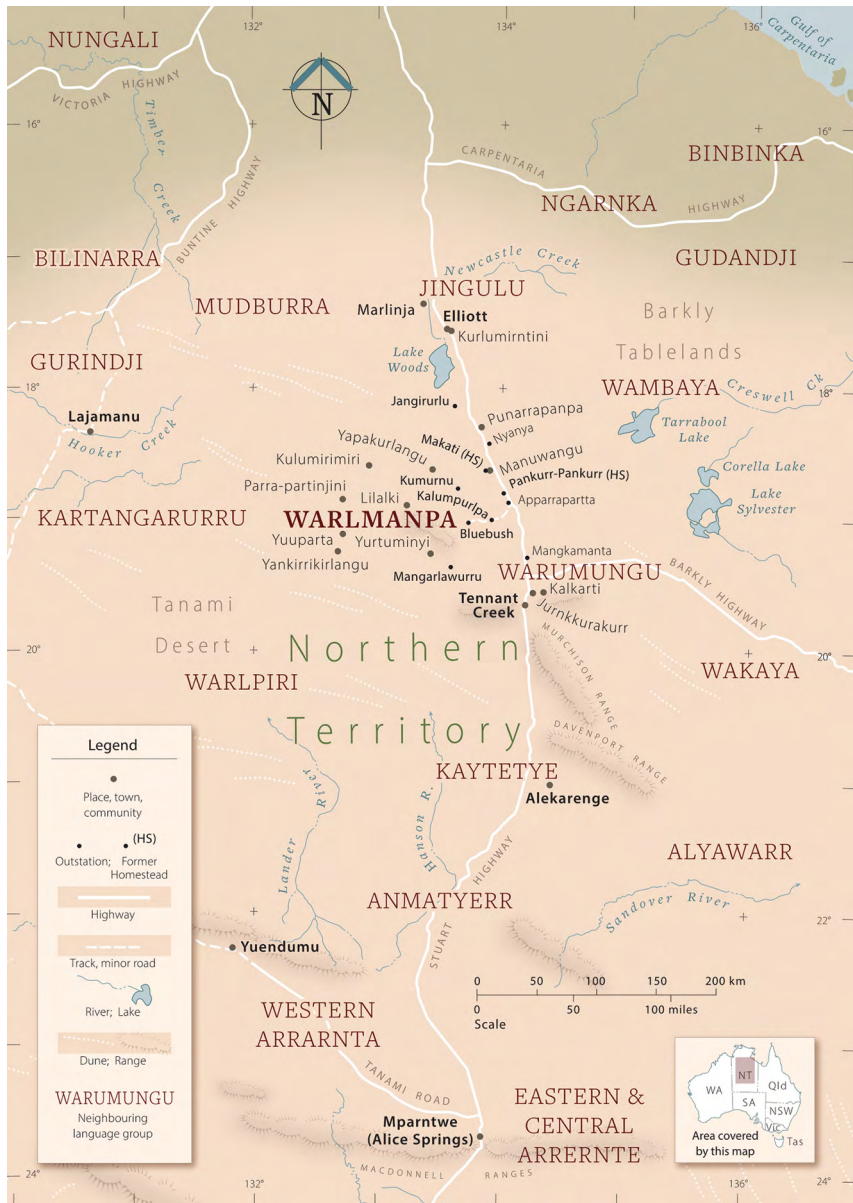 132°
134°
136°
NUNGALI
Gulf of
Carpentaria
VICTORIA HIGHWAY
N
Timber
Creek
16°
16°
BUNTINE HIGHWAY
CARPENTARIA
HIGHWAY
BINBINKA
NGARNKA
BILINARRA
Newcastle Creek
GUDANDJI
JINGULU
MUDBURRA
Marlinja
Elliott
Kurlumirntini
Barkly
Tablelands
GURINDJI
Lake
Woods
18°
WAMBAYA
Creswell Ck
18°
Jangirurlu
Lajamanu
Hooker Creek
Punarrapanpa
Nyanya
Tarrabool
Lake
Yapakurlangu
Makati (HS)
Manuwangu
Kulumirimiri
Kumurnu
Pankurr-Pankurr (HS)
Corella Lake
Parra-partinjini
Lilalki
Kalumpurlpa
Apparrapartta
Lake
Sylvester
KARTANGARURRU
WARLMANPA
Bluebush
Yuuparta
Yurtuminyi
Mangkamanta
Yankirrikirlangu
Mangarlawurru
WARUMUNGU
BARKLY
HIGHWAY
Kalkarti
Tennant
Creek
Jurnkkurakurr
Tanami
Desert
MURCHISON RANGE
20°
Northern
20°
WAKAYA
WARLPIRI
Territory
DAVENPORT RANGE
KAYTETYE
Alekarenge
Lander
River
Hanson R.
ALYAWARR
STUART
HIGHWAY
ANMATYERR
Sandover River
22°
Yuendumu
0 50 100 150 200 km
0 50 100 miles
Scale
WESTERN
ARRARNTA
TANAMI ROAD
EASTERN &
CENTRAL
ARRERNTE
Mparntwe
(Alice Springs)
MACDONNELL RANGES
24°
24°
132°
136°
Legend
Place, town,
community
(HS)
Outstation; Former
Homestead
Highway
Track, minor road
River; Lake
Dune; Range
WARUMUNGU
Neighbouring
language group
WA
NT
Qld
SA
NSW
Vic
Tas
Area covered
by this map